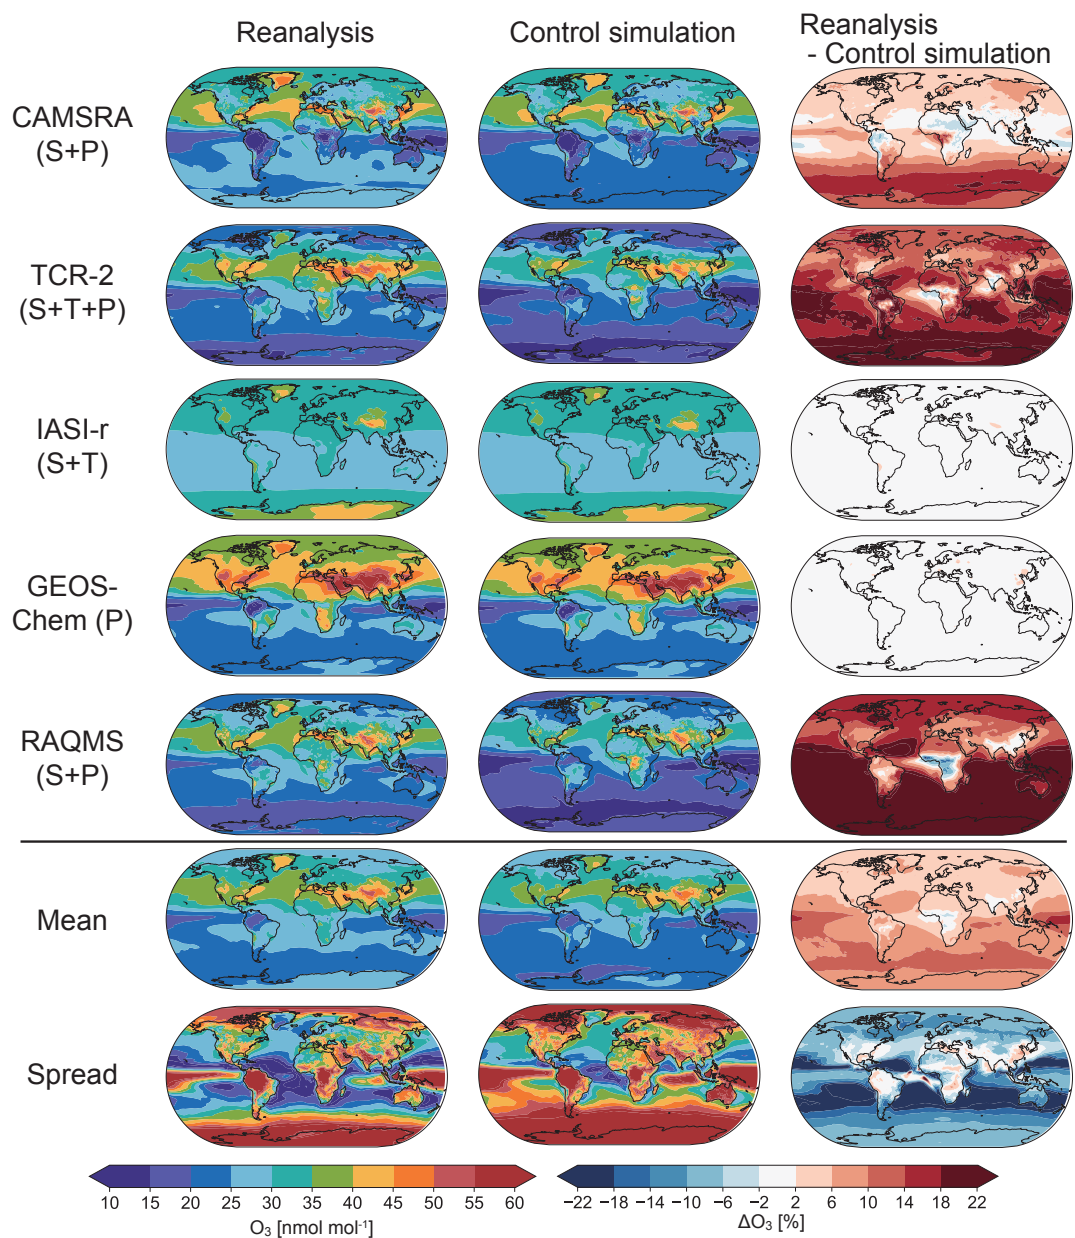 Reanalysis
Control simulation
Reanalysis
- Control simulation
CAMSRA
(S+P)
TCR-2
(S+T+P)
IASI-r
(S+T)
GEOS-
Chem (P)
RAQMS
(S+P)
Mean
Spread
10 15 20 25 30 35 40 45 50 55 60
O₃ [nmol mol⁻¹]
−22 −18 −14 −10 −6 −2 2 6 10 14 18 22
ΔO₃ [%]